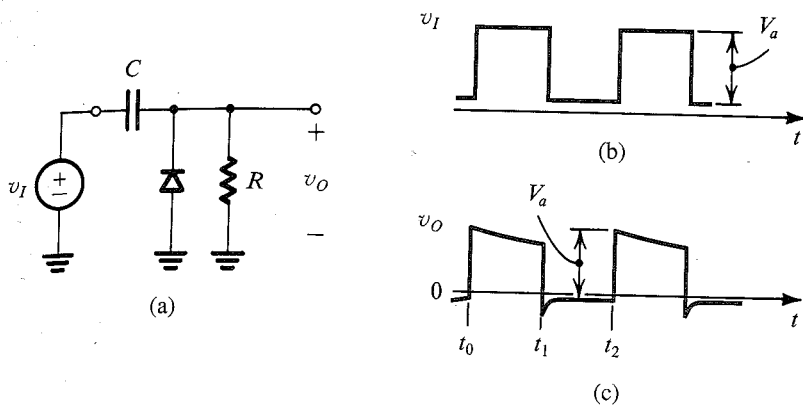 C
v_I
+
−
R
+
v_O
−
(a)
v_I
V_a
t
(b)
v_O
V_a
0
t_0
t_1
t_2
t
(c)